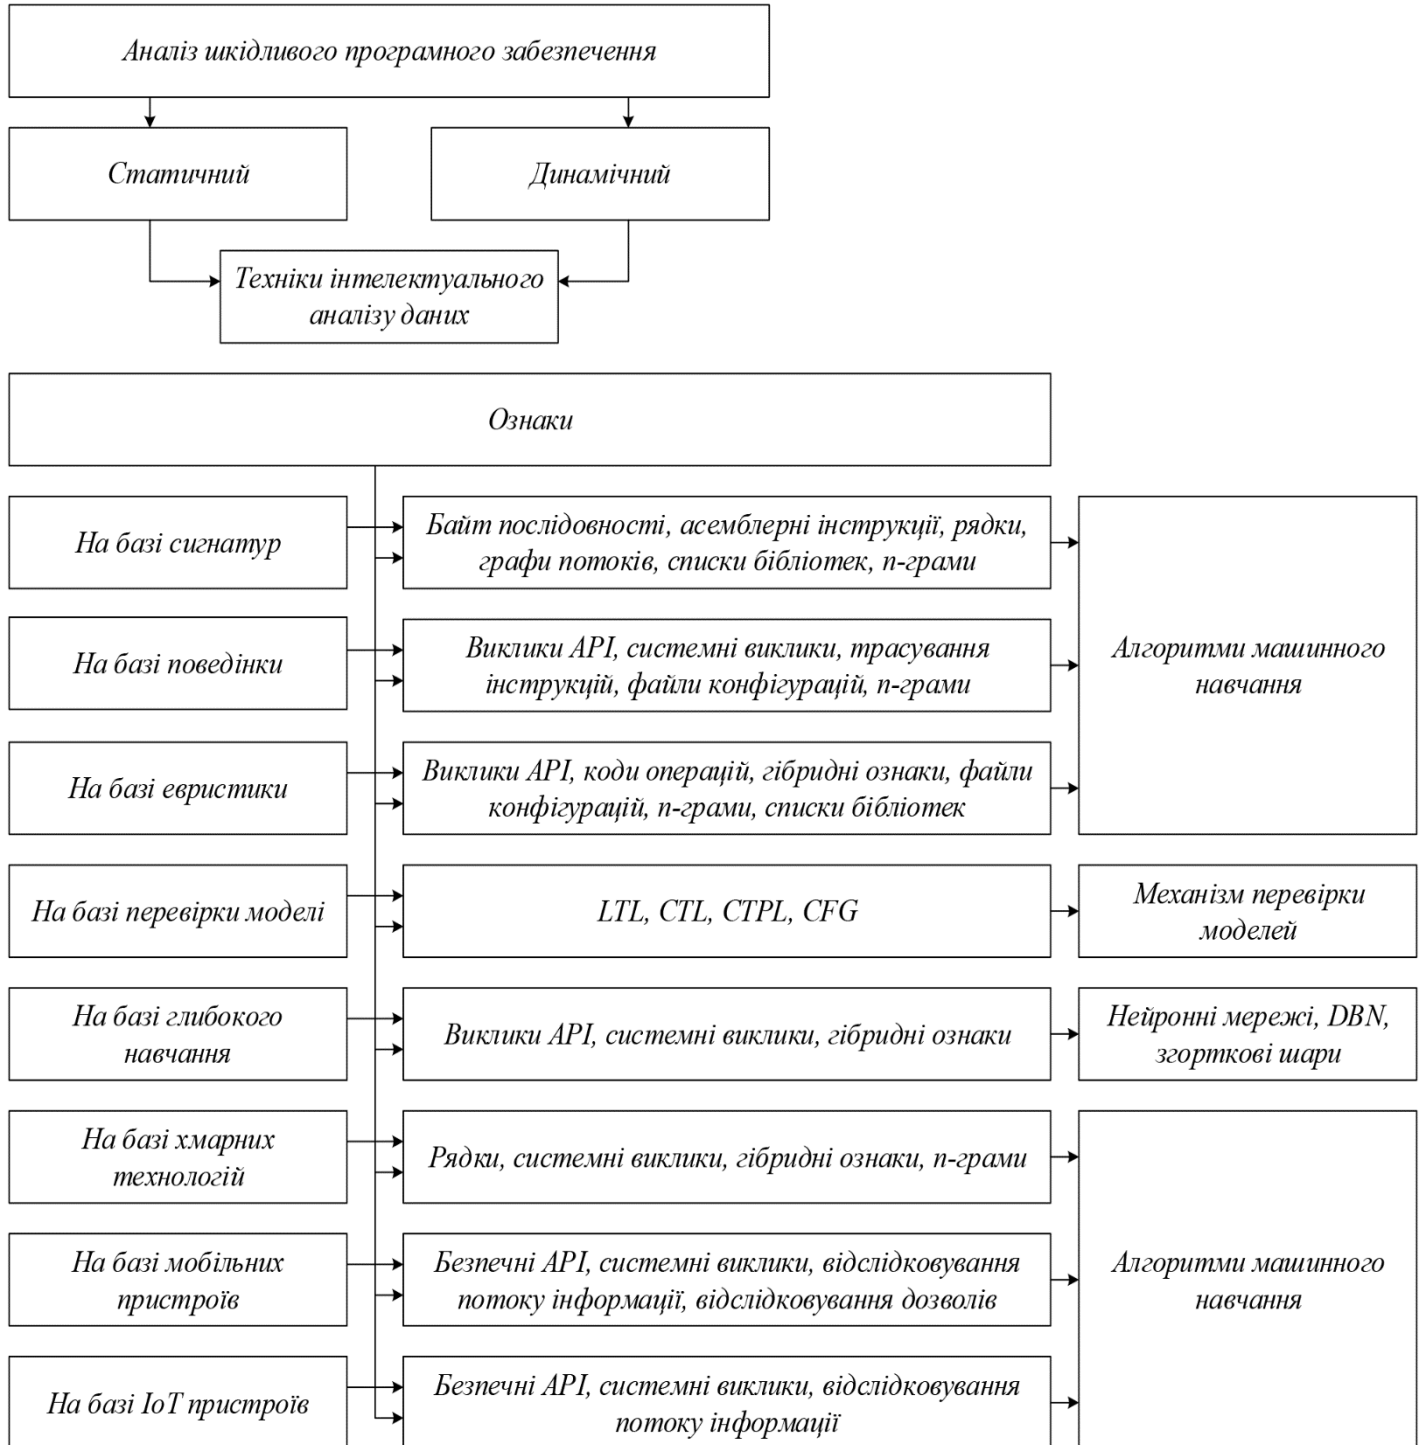 Аналіз шкідливого програмного забезпечення
Статичний
Динамічний
Техніки інтелектуального
аналізу даних
Ознаки
На базі сигнатур
Байт послідовності, асемблерні інструкції, рядки,
графи потоків, списки бібліотек, n-грами
На базі поведінки
Виклики API, системні виклики, трасування
інструкцій, файли конфігурацій, n-грами
Алгоритми машинного
навчання
На базі евристики
Виклики API, коди операцій, гібридні ознаки, файли
конфігурацій, n-грами, списки бібліотек
На базі перевірки моделі
LTL, CTL, CTPL, CFG
Механізм перевірки
моделей
На базі глибокого
навчання
Виклики API, системні виклики, гібридні ознаки
Нейронні мережі, DBN,
згорткові шари
На базі хмарних
технологій
Рядки, системні виклики, гібридні ознаки, n-грами
На базі мобільних
пристроїв
Безпечні API, системні виклики, відслідковування
потоку інформації, відслідковування дозволів
Алгоритми машинного
навчання
На базі IoT пристроїв
Безпечні API, системні виклики, відслідковування
потоку інформації